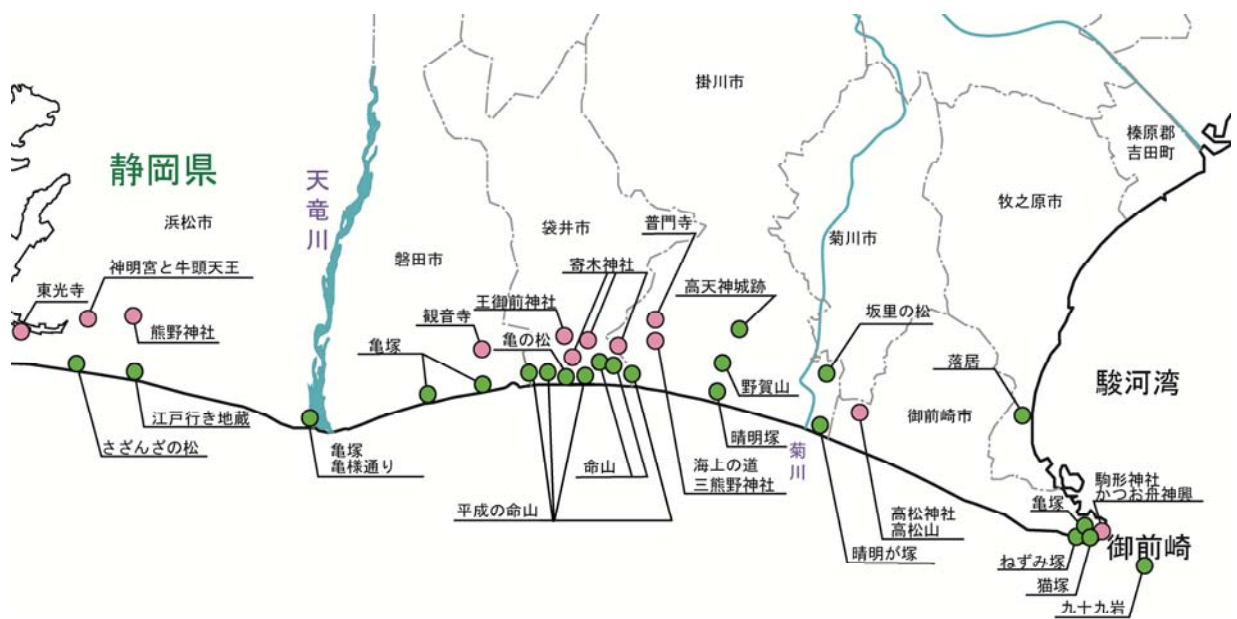 静岡県
浜松市
天竜川
磐田市
袋井市
掛川市
菊川市
牧之原市
榛原郡
吉田町
御前崎市
駿河湾
御前崎
菊川
東光寺
神明宮と牛頭天王
熊野神社
さざんざの松
江戸行き地蔵
亀塚
亀様通り
亀塚
観音寺
王御前神社
亀の松
寄木神社
普門寺
高天神城跡
坂里の松
落居
平成の命山
命山
海上の道
三熊野神社
野賀山
晴明塚
高松神社
高松山
晴明が塚
駒形神社
かつお舟神興
亀塚
ねずみ塚
猫塚
九十九岩